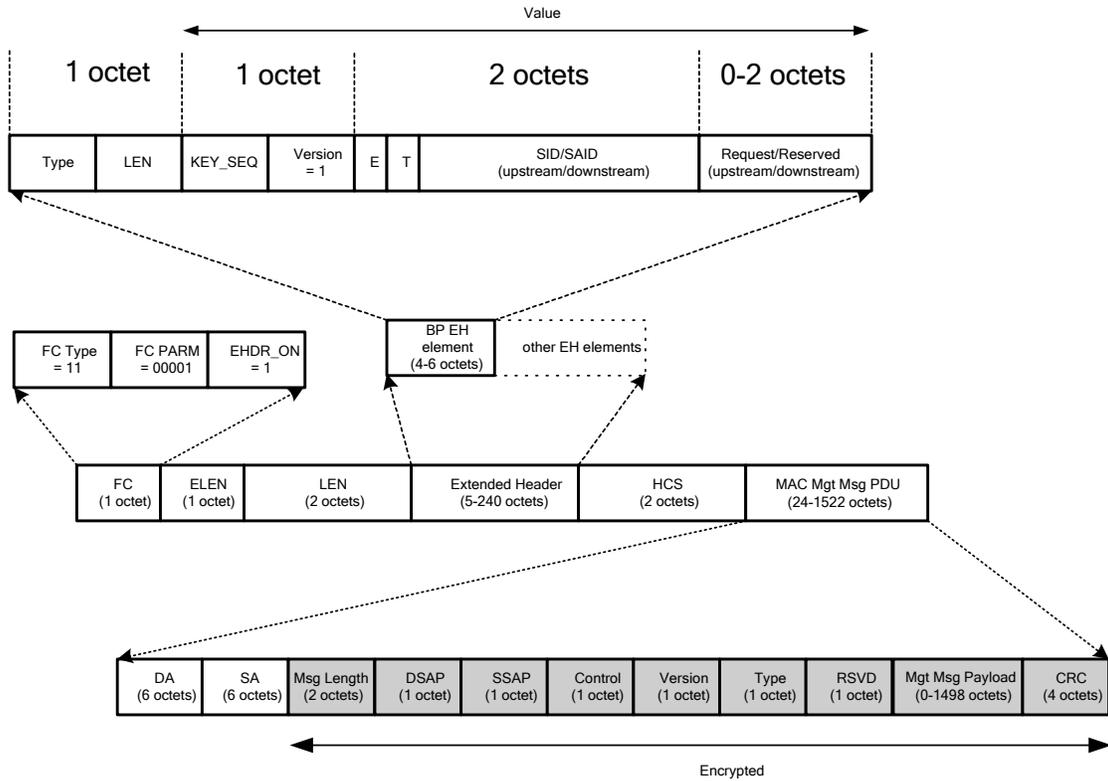 Value
1 octet
1 octet
2 octets
0-2 octets
Type
LEN
KEY_SEQ
Version
= 1
E
T
SID/SAID
(upstream/downstream)
Request/Reserved
(upstream/downstream)
BP EH
element
(4-6 octets)
other EH elements
FC Type
= 11
FC PARM
= 00001
EHDR_ON
= 1
FC
(1 octet)
ELEN
(1 octet)
LEN
(2 octets)
Extended Header
(5-240 octets)
HCS
(2 octets)
MAC Mgt Msg PDU
(24-1522 octets)
DA
(6 octets)
SA
(6 octets)
Msg Length
(2 octets)
DSAP
(1 octet)
SSAP
(1 octet)
Control
(1 octet)
Version
(1 octet)
Type
(1 octet)
RSVD
(1 octet)
Mgt Msg Payload
(0-1498 octets)
CRC
(4 octets)
Encrypted